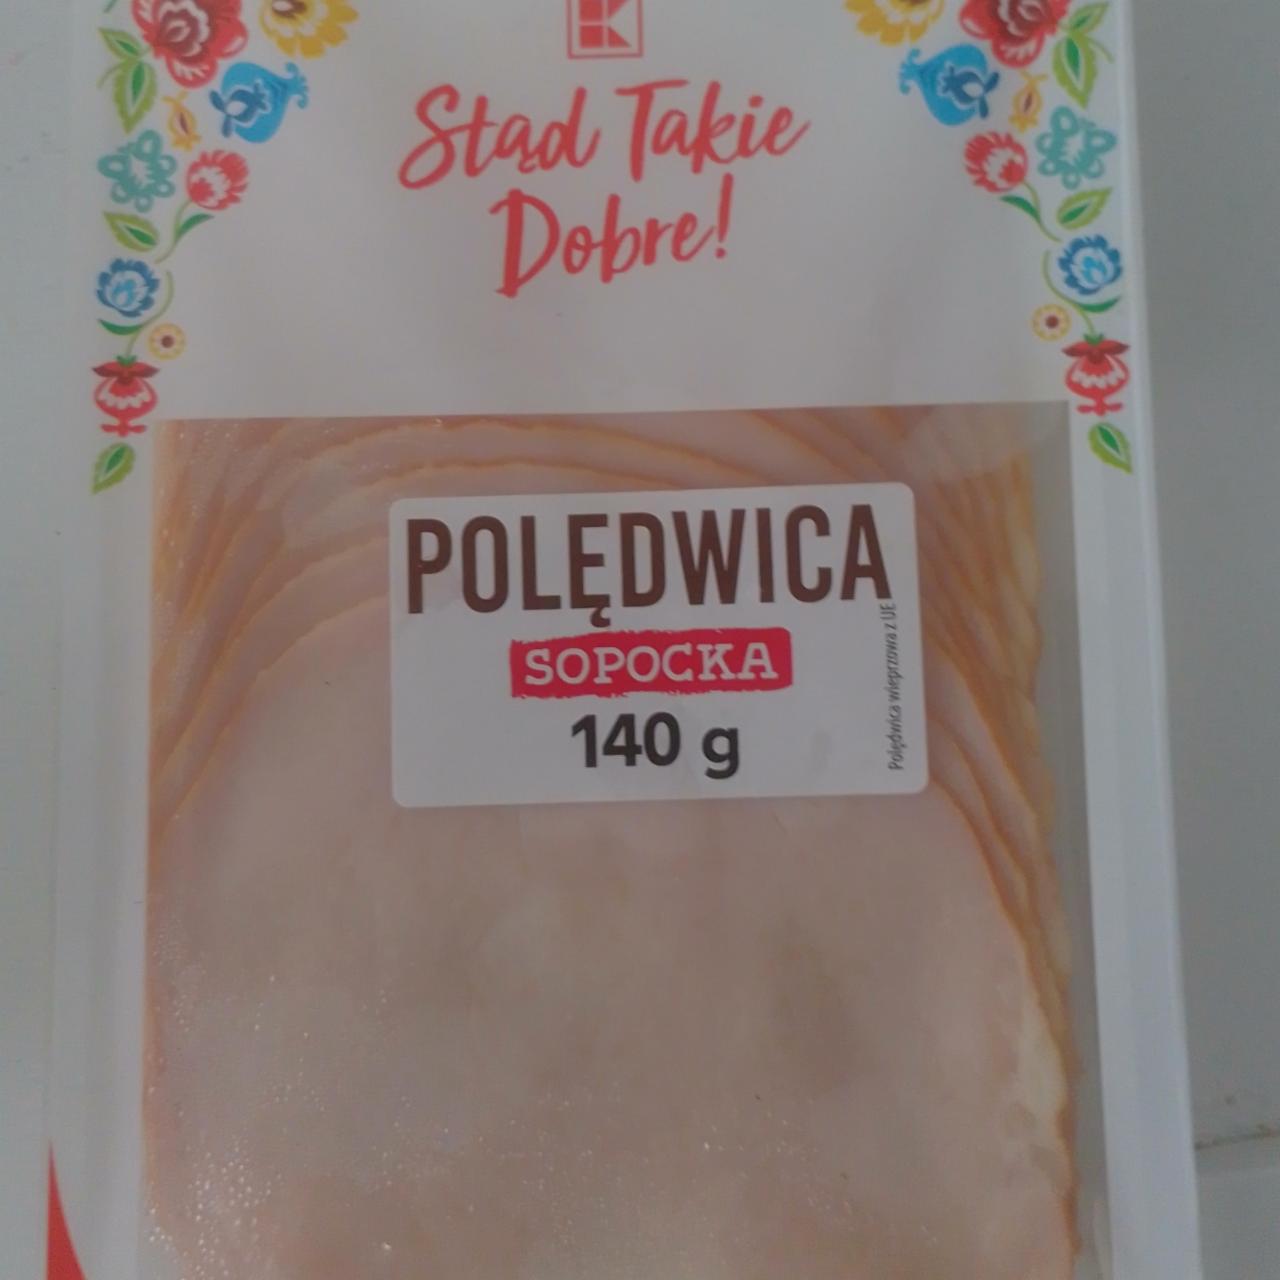 Stąd Takie
Dobre!
POLĘDWICA
SOPOCKA
140 g
Polędwica wieprzowa z UE